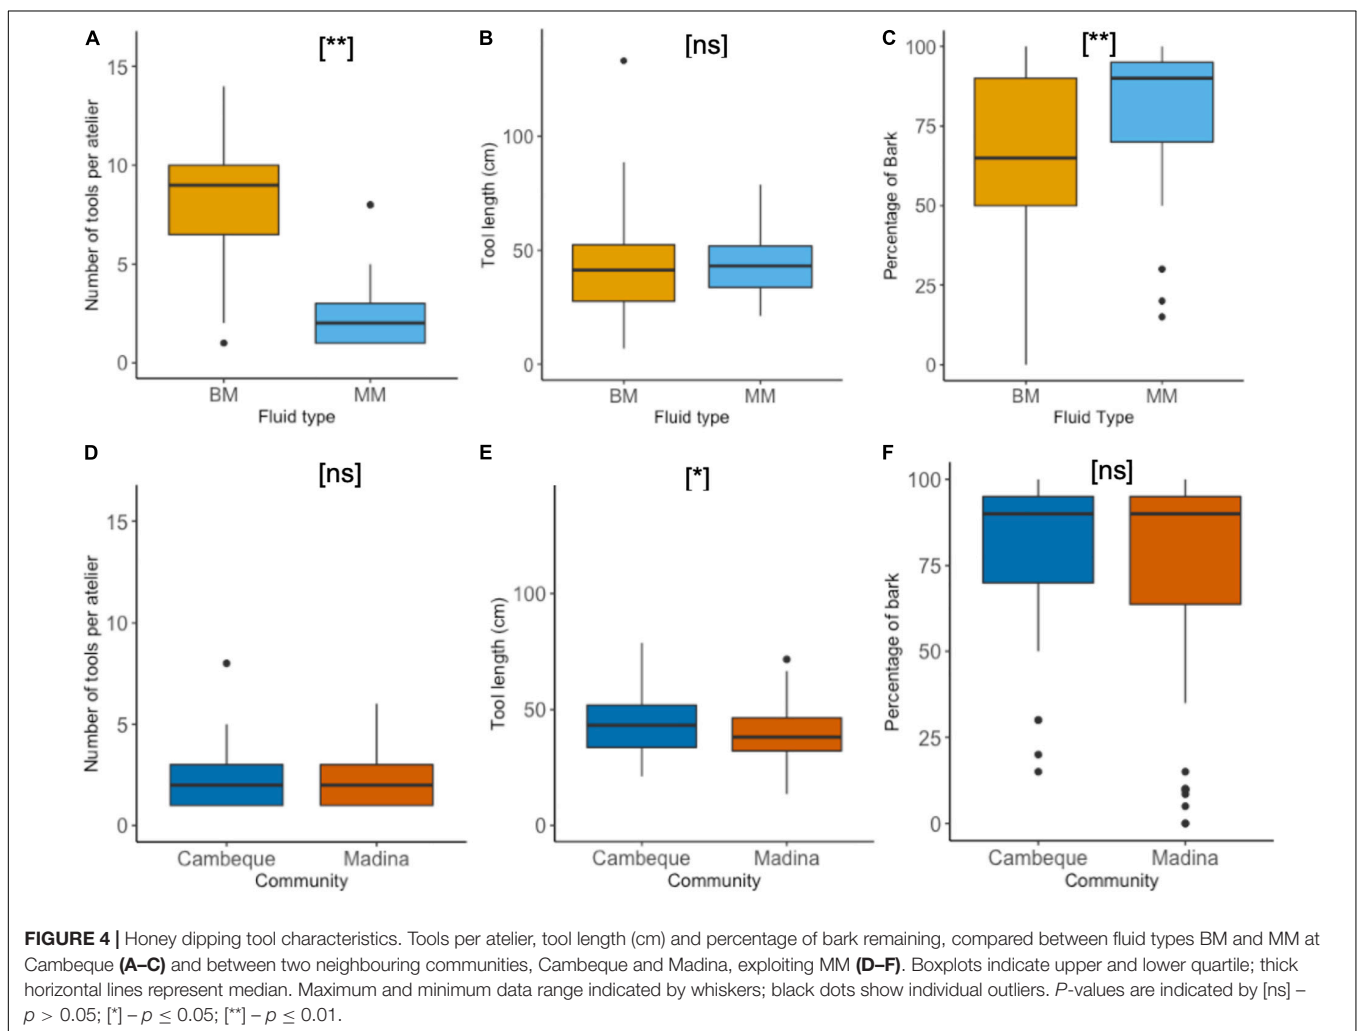 A
[**]
Number of tools per atelier
15
10
5
0
BM
MM
Fluid type
B
[ns]
Tool length (cm)
100
50
0
BM
MM
Fluid type
C
[**]
Percentage of Bark
100
75
50
25
0
BM
MM
Fluid Type
D
[ns]
Number of tools per atelier
15
10
5
0
Cambeque
Madina
Community
E
[*]
Tool length (cm)
100
50
0
Cambeque
Madina
Community
F
[ns]
Percentage of bark
100
75
50
25
0
Cambeque
Madina
Community
FIGURE 4 | Honey dipping tool characteristics. Tools per atelier, tool length (cm) and percentage of bark remaining, compared between fluid types BM and MM at
Cambeque (A–C) and between two neighbouring communities, Cambeque and Madina, exploiting MM (D–F). Boxplots indicate upper and lower quartile; thick
horizontal lines represent median. Maximum and minimum data range indicated by whiskers; black dots show individual outliers. P-values are indicated by [ns] –
p > 0.05; [*] – p ≤ 0.05; [**] – p ≤ 0.01.